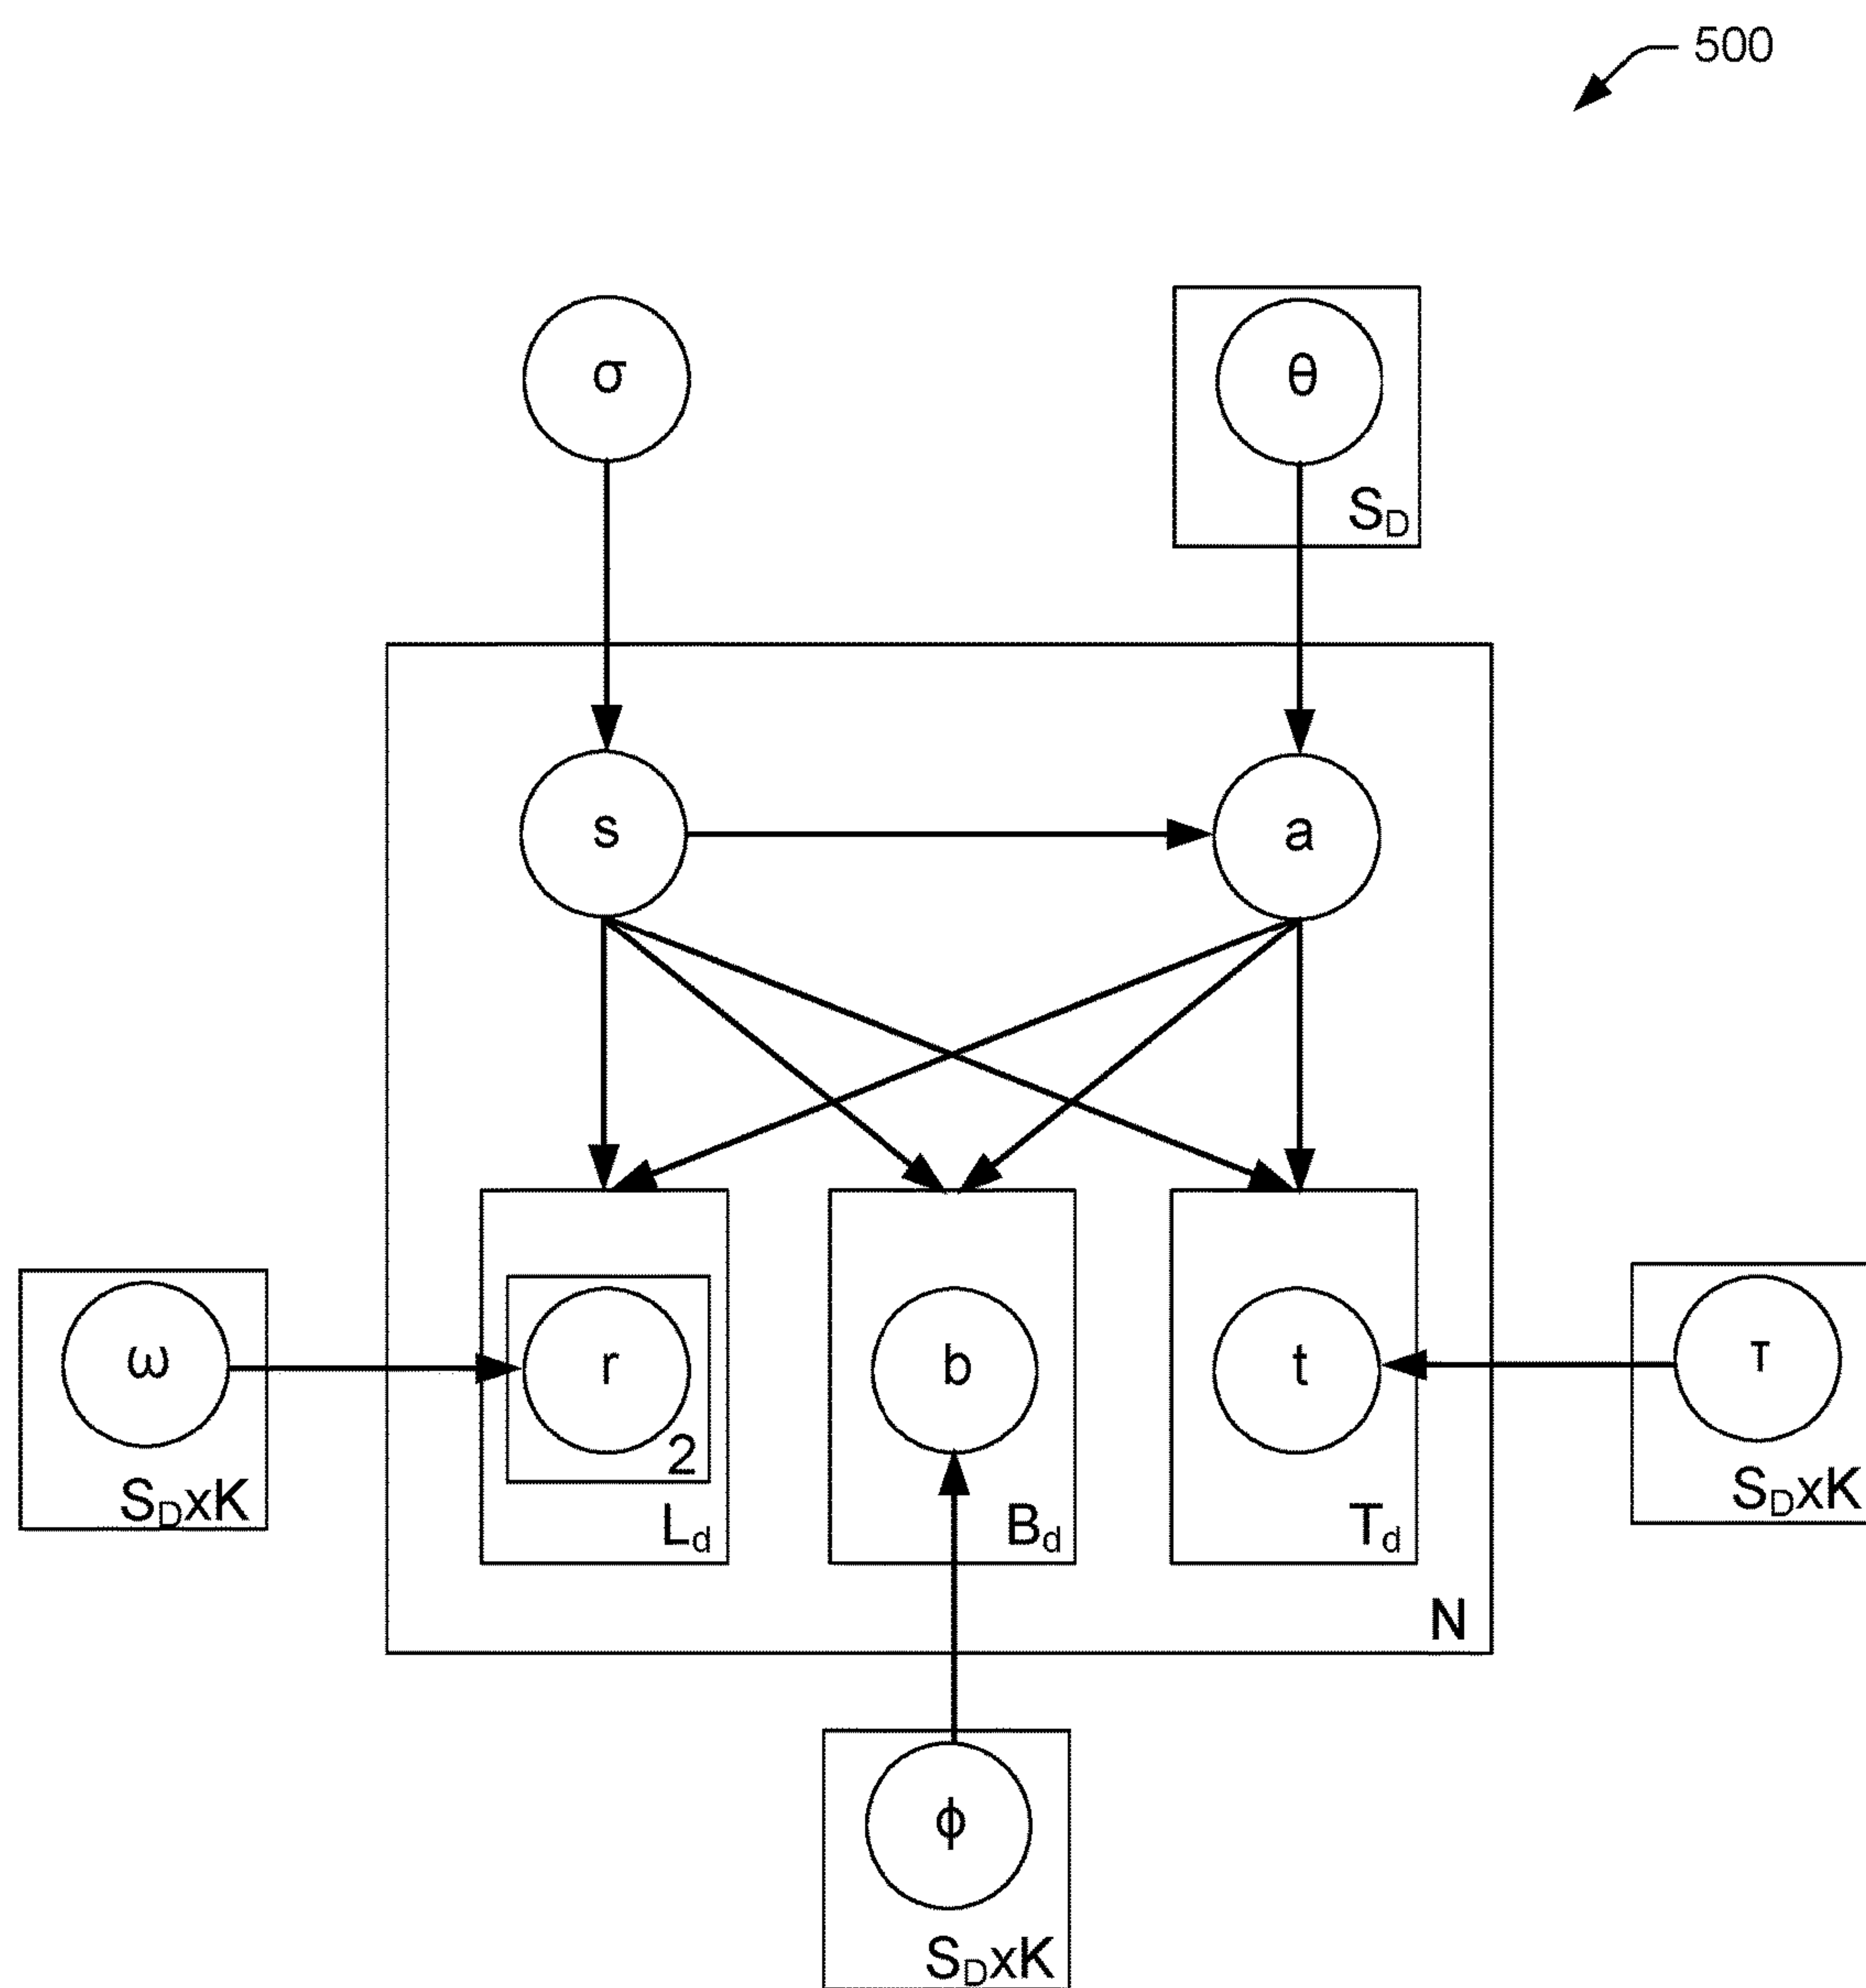 500
σ
θ
S_D
s
a
r
2
L_d
b
B_d
t
T_d
N
ω
S_DxK
τ
S_DxK
ϕ
S_DxK